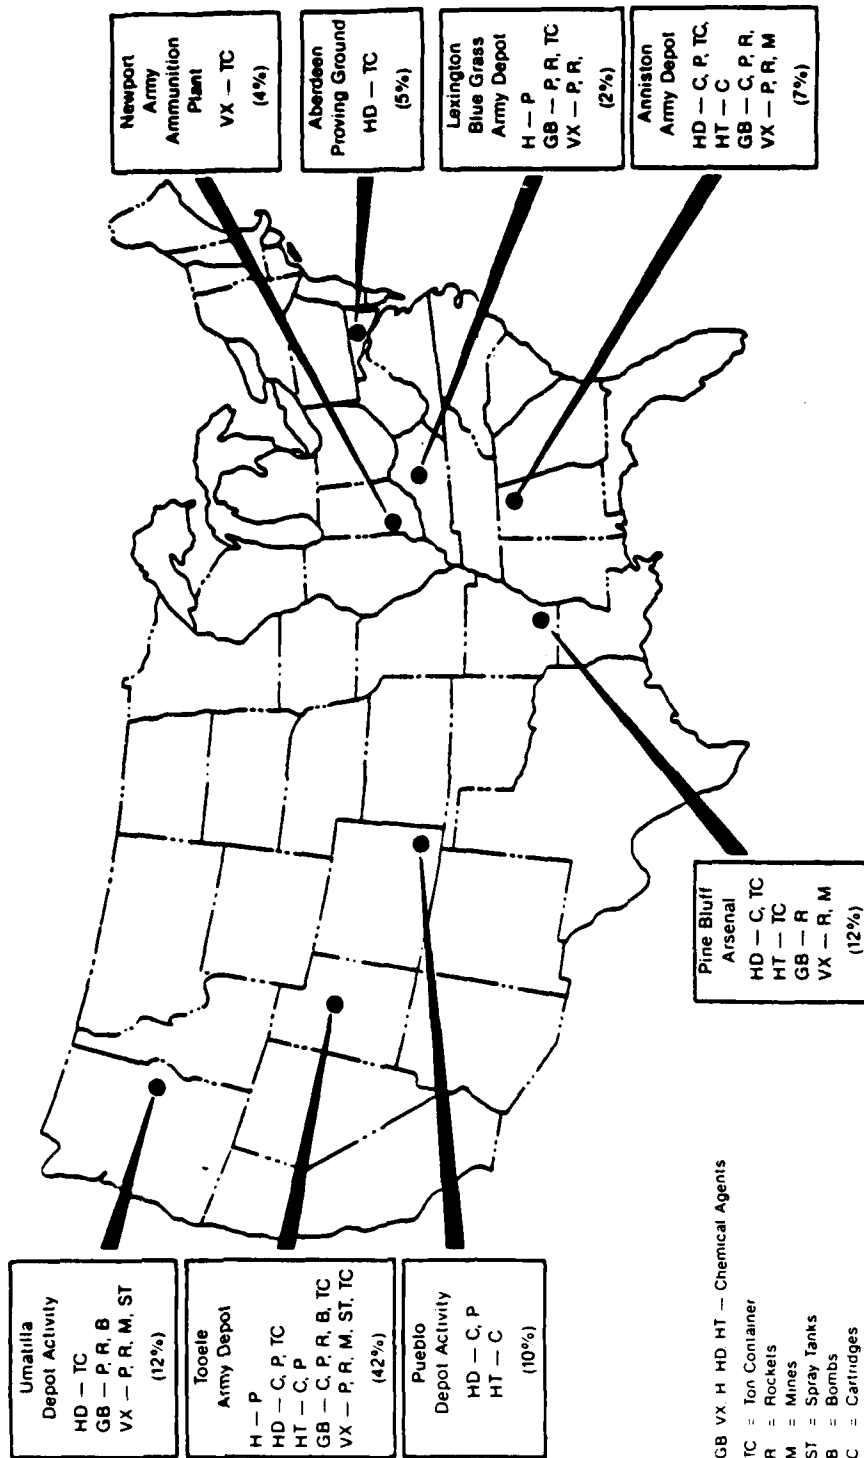 Newport
Army
Ammunition
Plant
VX — TC
(4%)
Aberdeen
Proving Ground
HD — TC
(5%)
Lexington
Blue Grass
Army Depot
H — P
GB — P, R, TC
VX — P, R,
(2%)
Anniston
Army Depot
HD — C, P, TC,
HT — C
GB — C, P, R,
VX — P, R, M
(7%)
Umatilla
Depot Activity
HD — TC
GB — P, R, B
VX — P, R, M, ST
(12%)
Tooele
Army Depot
H — P
HD — C, P, TC
HT — C, P
GB — C, P, R, B, TC
VX — P, R, M, ST, TC
(42%)
Pueblo
Depot Activity
HD — C, P
HT — C
(10%)
Pine Bluff
Arsenal
HD — C, TC
HT — TC
GB — R
VX — R, M
(12%)
GB VX, H HD HT — Chemical Agents
TC = Ton Container
R = Rockets
M = Mines
ST = Spray Tanks
B = Bombs
C = Cartridges